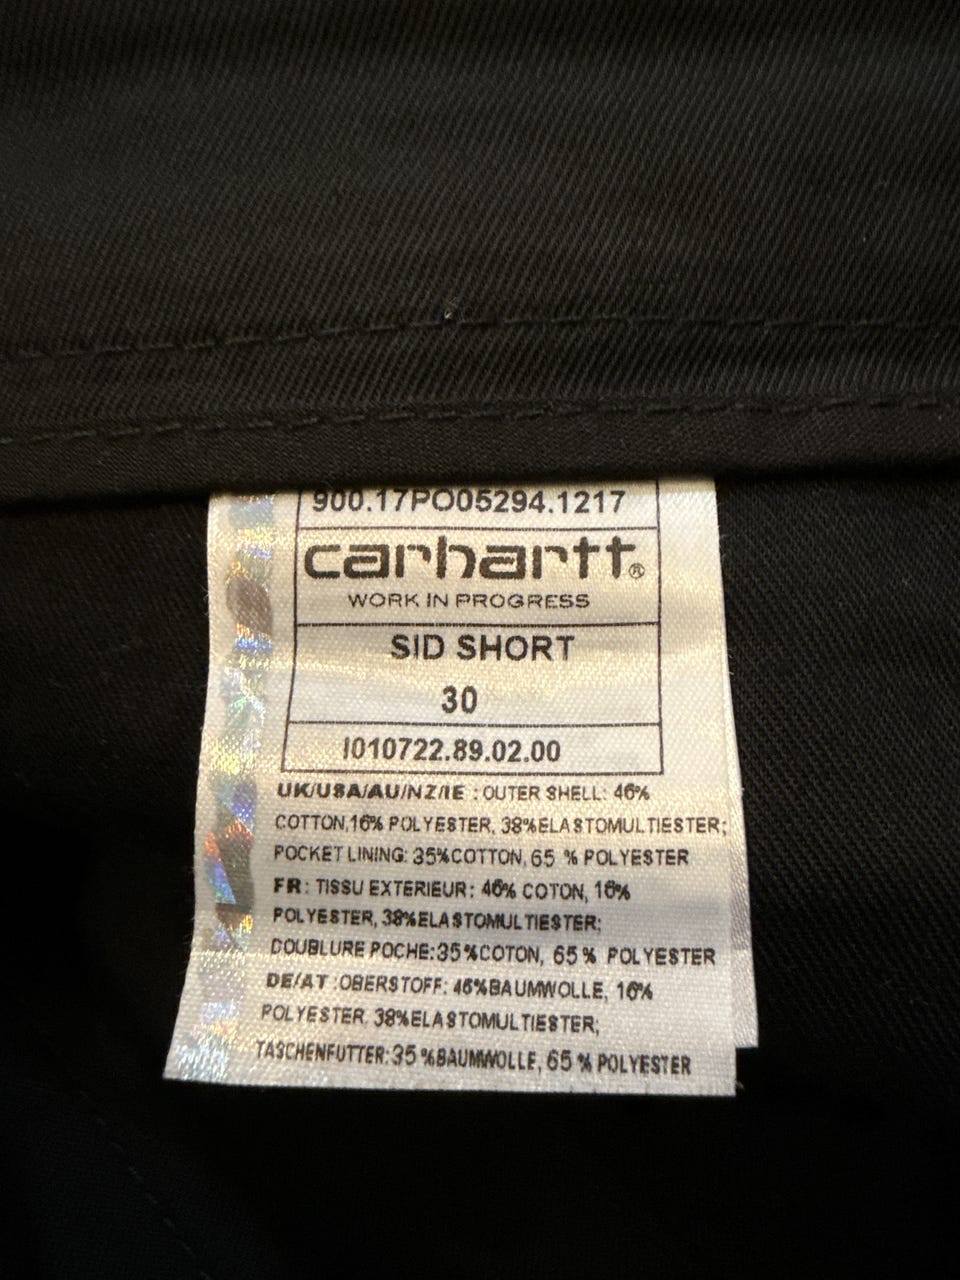 900.17PO05294.1217
carhartt®
WORK IN PROGRESS
SID SHORT
30
I010722.89.02.00
UK/USA/AU/NZ/IE : OUTER SHELL: 46%
COTTON,16% POLYESTER, 38%ELASTOMULTIESTER;
POCKET LINING: 35%COTTON, 65 % POLYESTER
FR: TISSU EXTERIEUR: 46% COTON, 16%
POLYESTER, 38%ELASTOMULTIESTER;
DOUBLURE POCHE:35%COTON, 65 % POLYESTER
DE/AT :OBERSTOFF: 46%BAUMWOLLE, 16%
POLYESTER, 38%ELASTOMULTIESTER;
TASCHENFUTTER:35 %BAUMWOLLE, 65 % POLYESTER